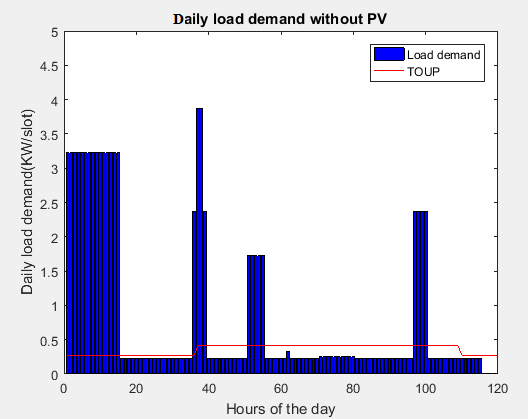 Daily load demand without PV
5
4.5
4
3.5
3
2.5
2
1.5
1
0.5
0
Daily load demand(KW/slot)
Load demand
TOUP
0 20 40 60 80 100 120
Hours of the day